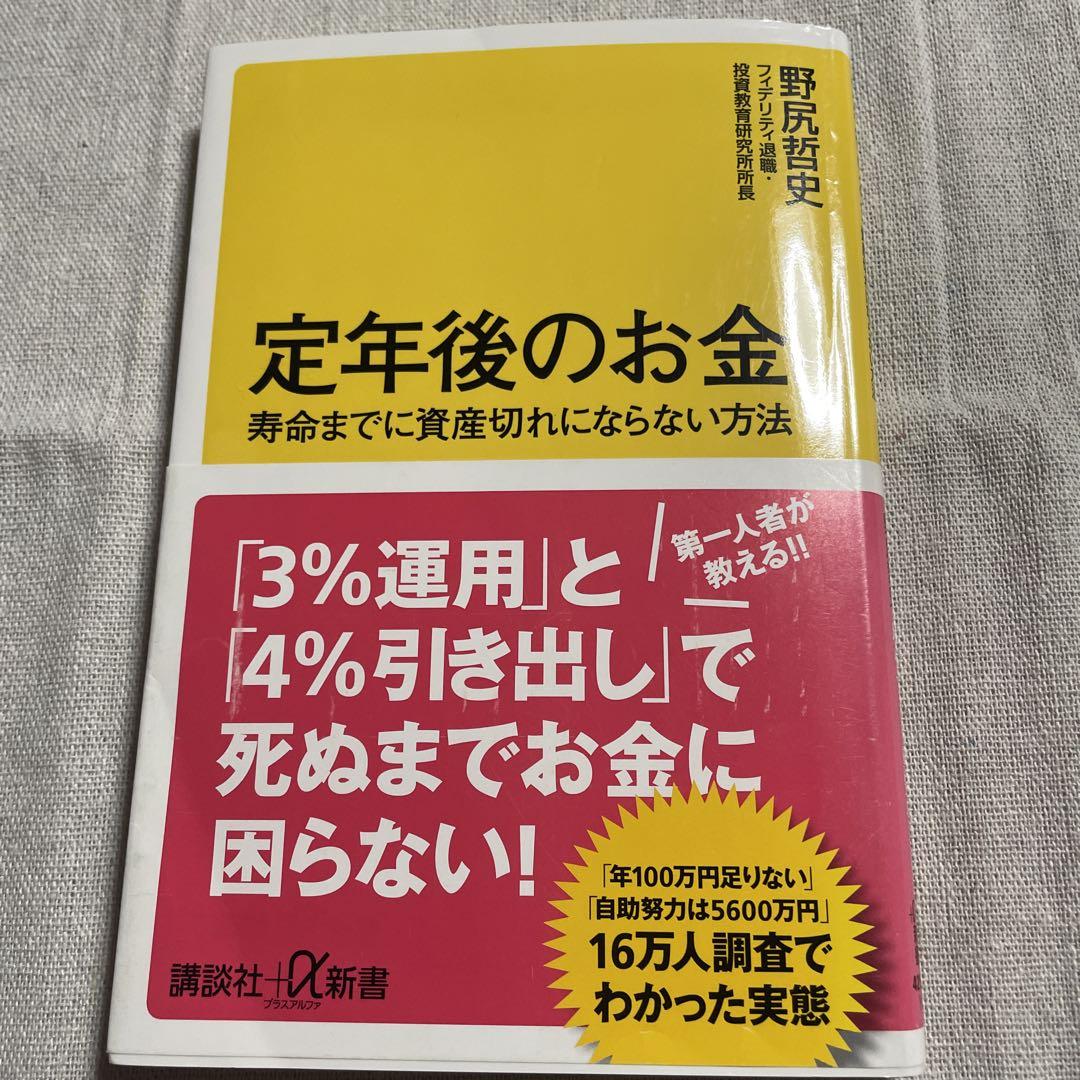 野尻哲史
フィデリティ退職・
投資教育研究所所長
定年後のお金
寿命までに資産切れにならない方法
第一人者が
教える!!
「3%運用」と
「4%引き出し」で
死ぬまでお金に
困らない!
「年100万円足りない」
「自助努力は5600万円」
16万人調査で
わかった実態
講談社+α新書
プラスアルファ